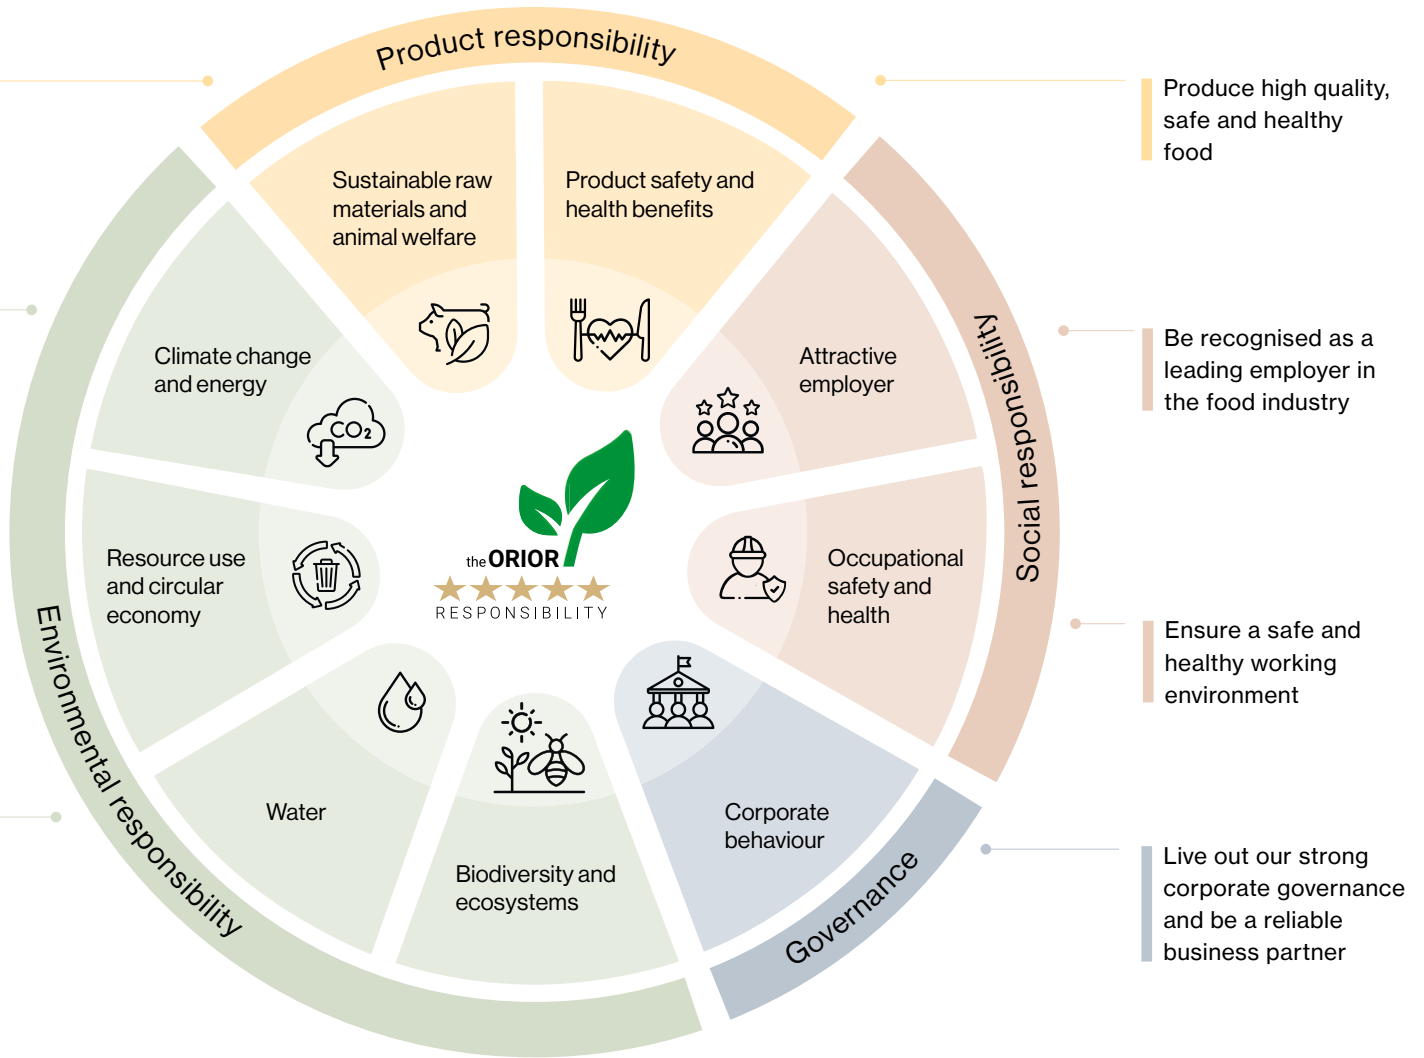 Product responsibility
Sustainable raw
materials and
animal welfare
Product safety and
health benefits
Produce high quality,
safe and healthy
food
Climate change
and energy
CO2
Attractive
employer
Social responsibility
Be recognised as a
leading employer in
the food industry
Resource use
and circular
economy
the ORIOR
RESPONSIBILITY
Occupational
safety and
health
Ensure a safe and
healthy working
environment
Environmental responsibility
Water
Biodiversity and
ecosystems
Corporate
behaviour
Governance
Live out our strong
corporate governance
and be a reliable
business partner